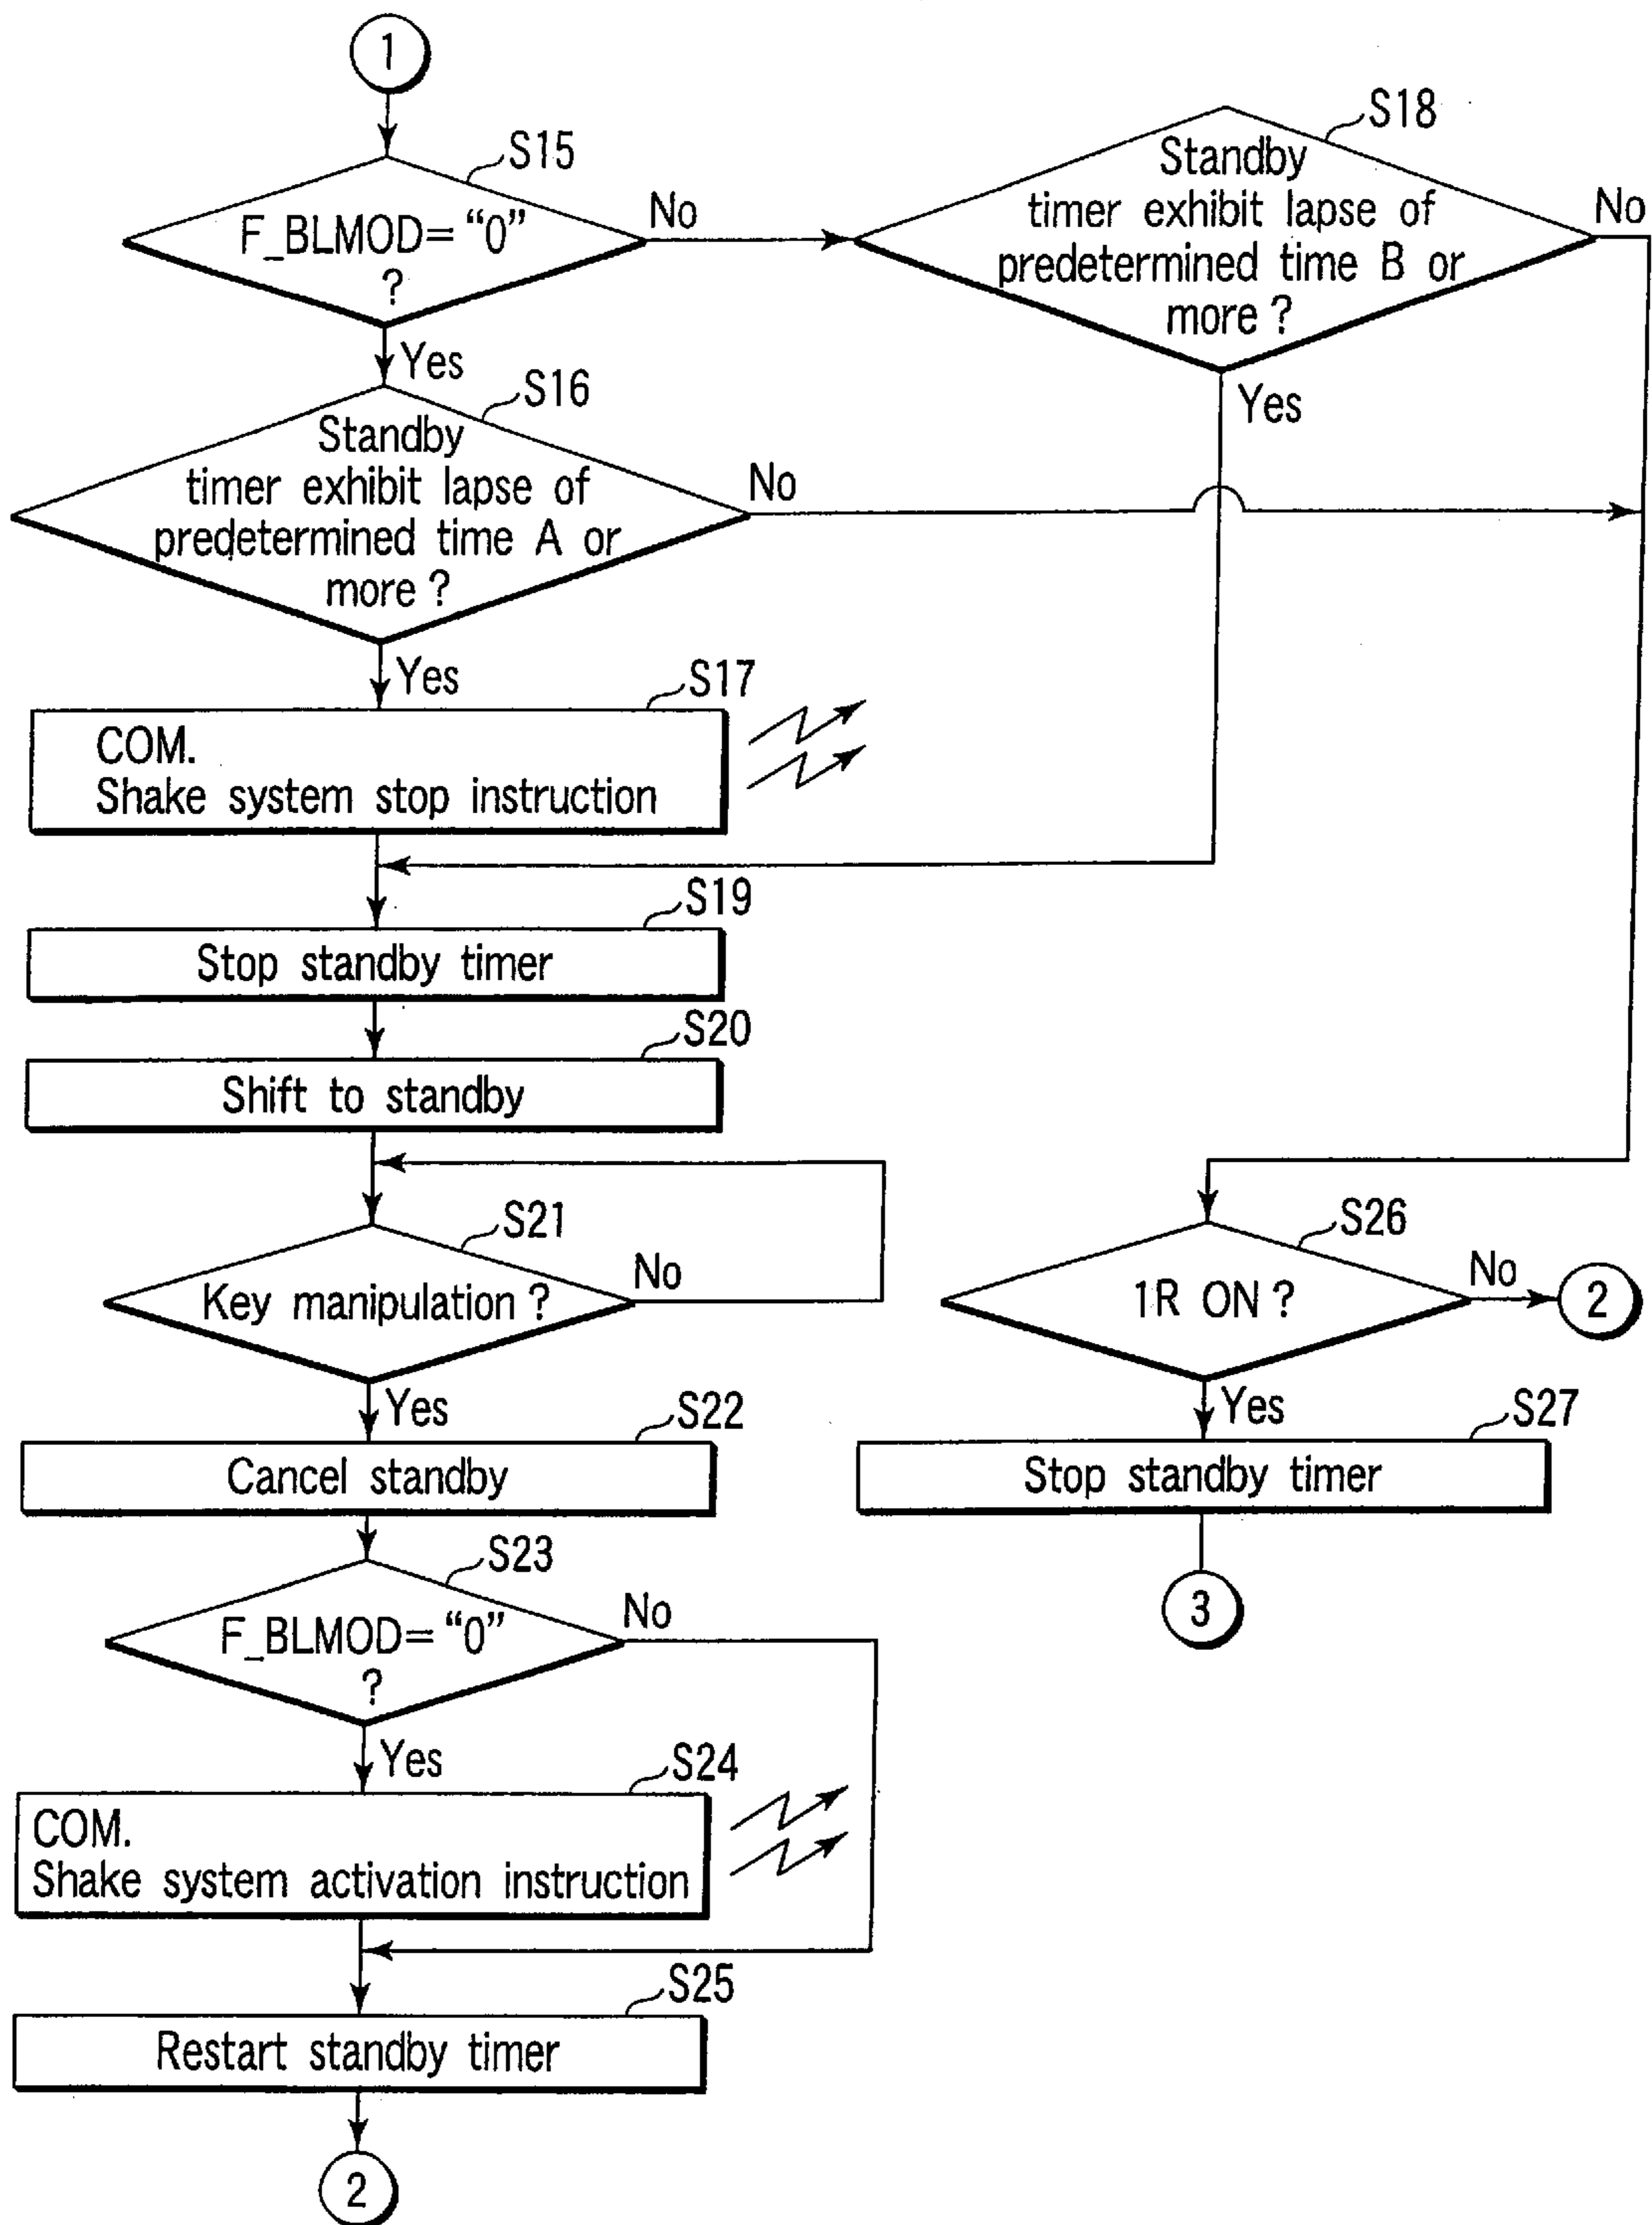 1
S15
F_BLMOD= “0”
?
No
Yes
S18
Standby
timer exhibit lapse of
predetermined time B or
more ?
No
Yes
S16
Standby
timer exhibit lapse of
predetermined time A or
more ?
No
Yes
S17
COM.
Shake system stop instruction
S19
Stop standby timer
S20
Shift to standby
S21
Key manipulation ?
No
Yes
S22
Cancel standby
S23
F_BLMOD= “0”
?
No
Yes
S24
COM.
Shake system activation instruction
S25
Restart standby timer
2
S26
1R ON ?
No
2
Yes
S27
Stop standby timer
3